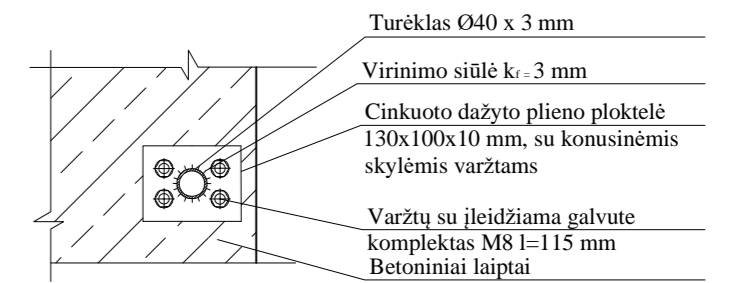 Turėklas Ø40 x 3 mm
Virinimo siūlė kf = 3 mm
Cinkuoto dažyto plieno ploktelė
130x100x10 mm, su konusinėmis
skylėmis varžtams
Varžtų su įleidžiama galvute
komplektas M8 l=115 mm
Betoniniai laiptai